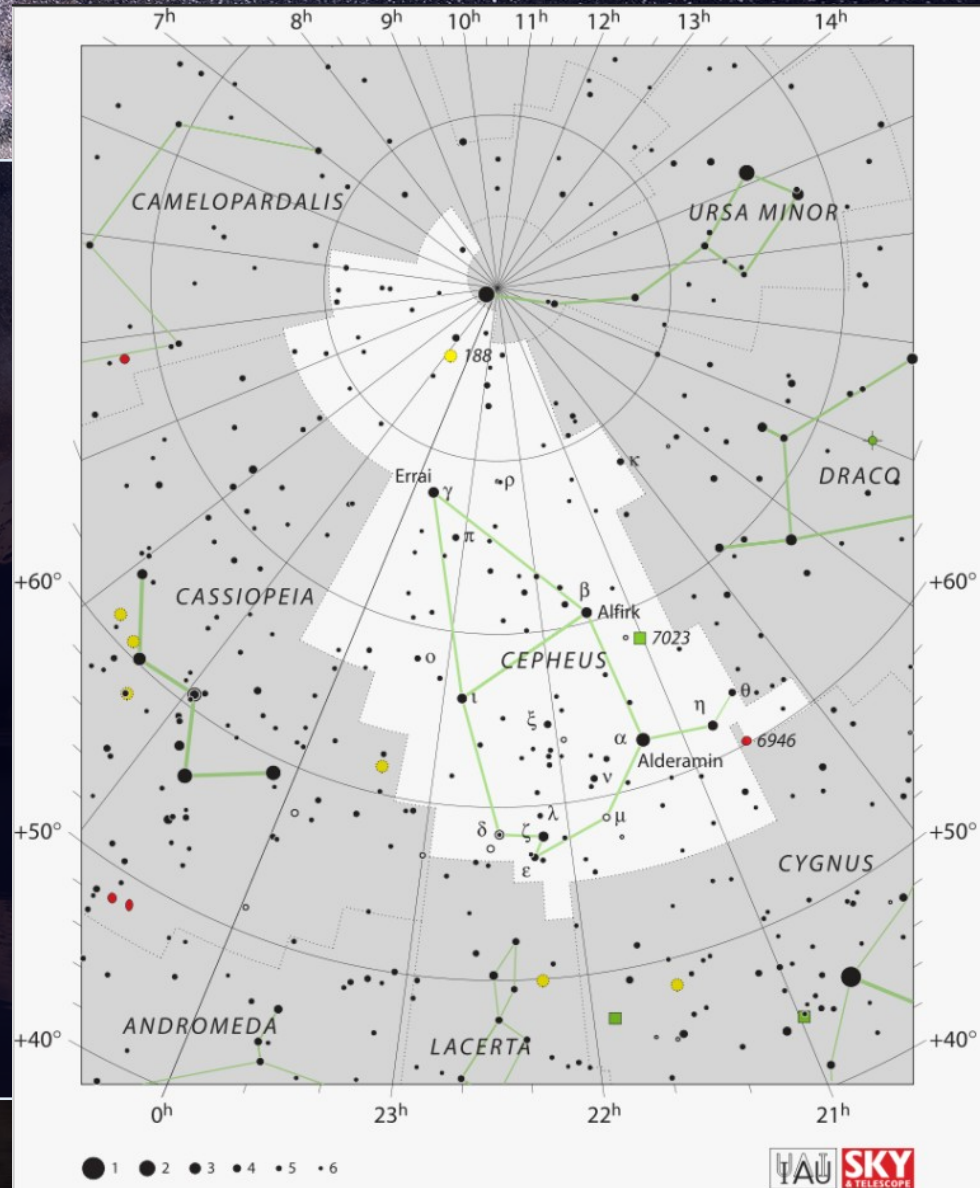 7h 8h 9h 10h 11h 12h 13h 14h
CAMELOPARDALIS
URSA MINOR
188
Errai
γ
ρ
κ
DRACO
π
+60° +60°
CASSIOPEIA
β
Alfirk
7023
ο
CEPHEUS
ι
θ
η
ξ
α
6946
Alderamin
ν
λ
μ
δ
ζ
+50° +50°
ε
CYGNUS
ANDROMEDA
LACERTA
+40° +40°
0h 23h 22h 21h
1 2 3 4 5 6
IAU
SKY
& TELESCOPE